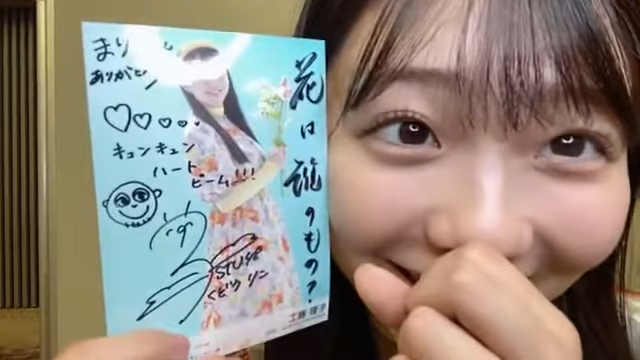 まり
ありがとう
キュンキュン
ハート
ビーム!!!
花は誰のもの?
STU48
工藤 理子